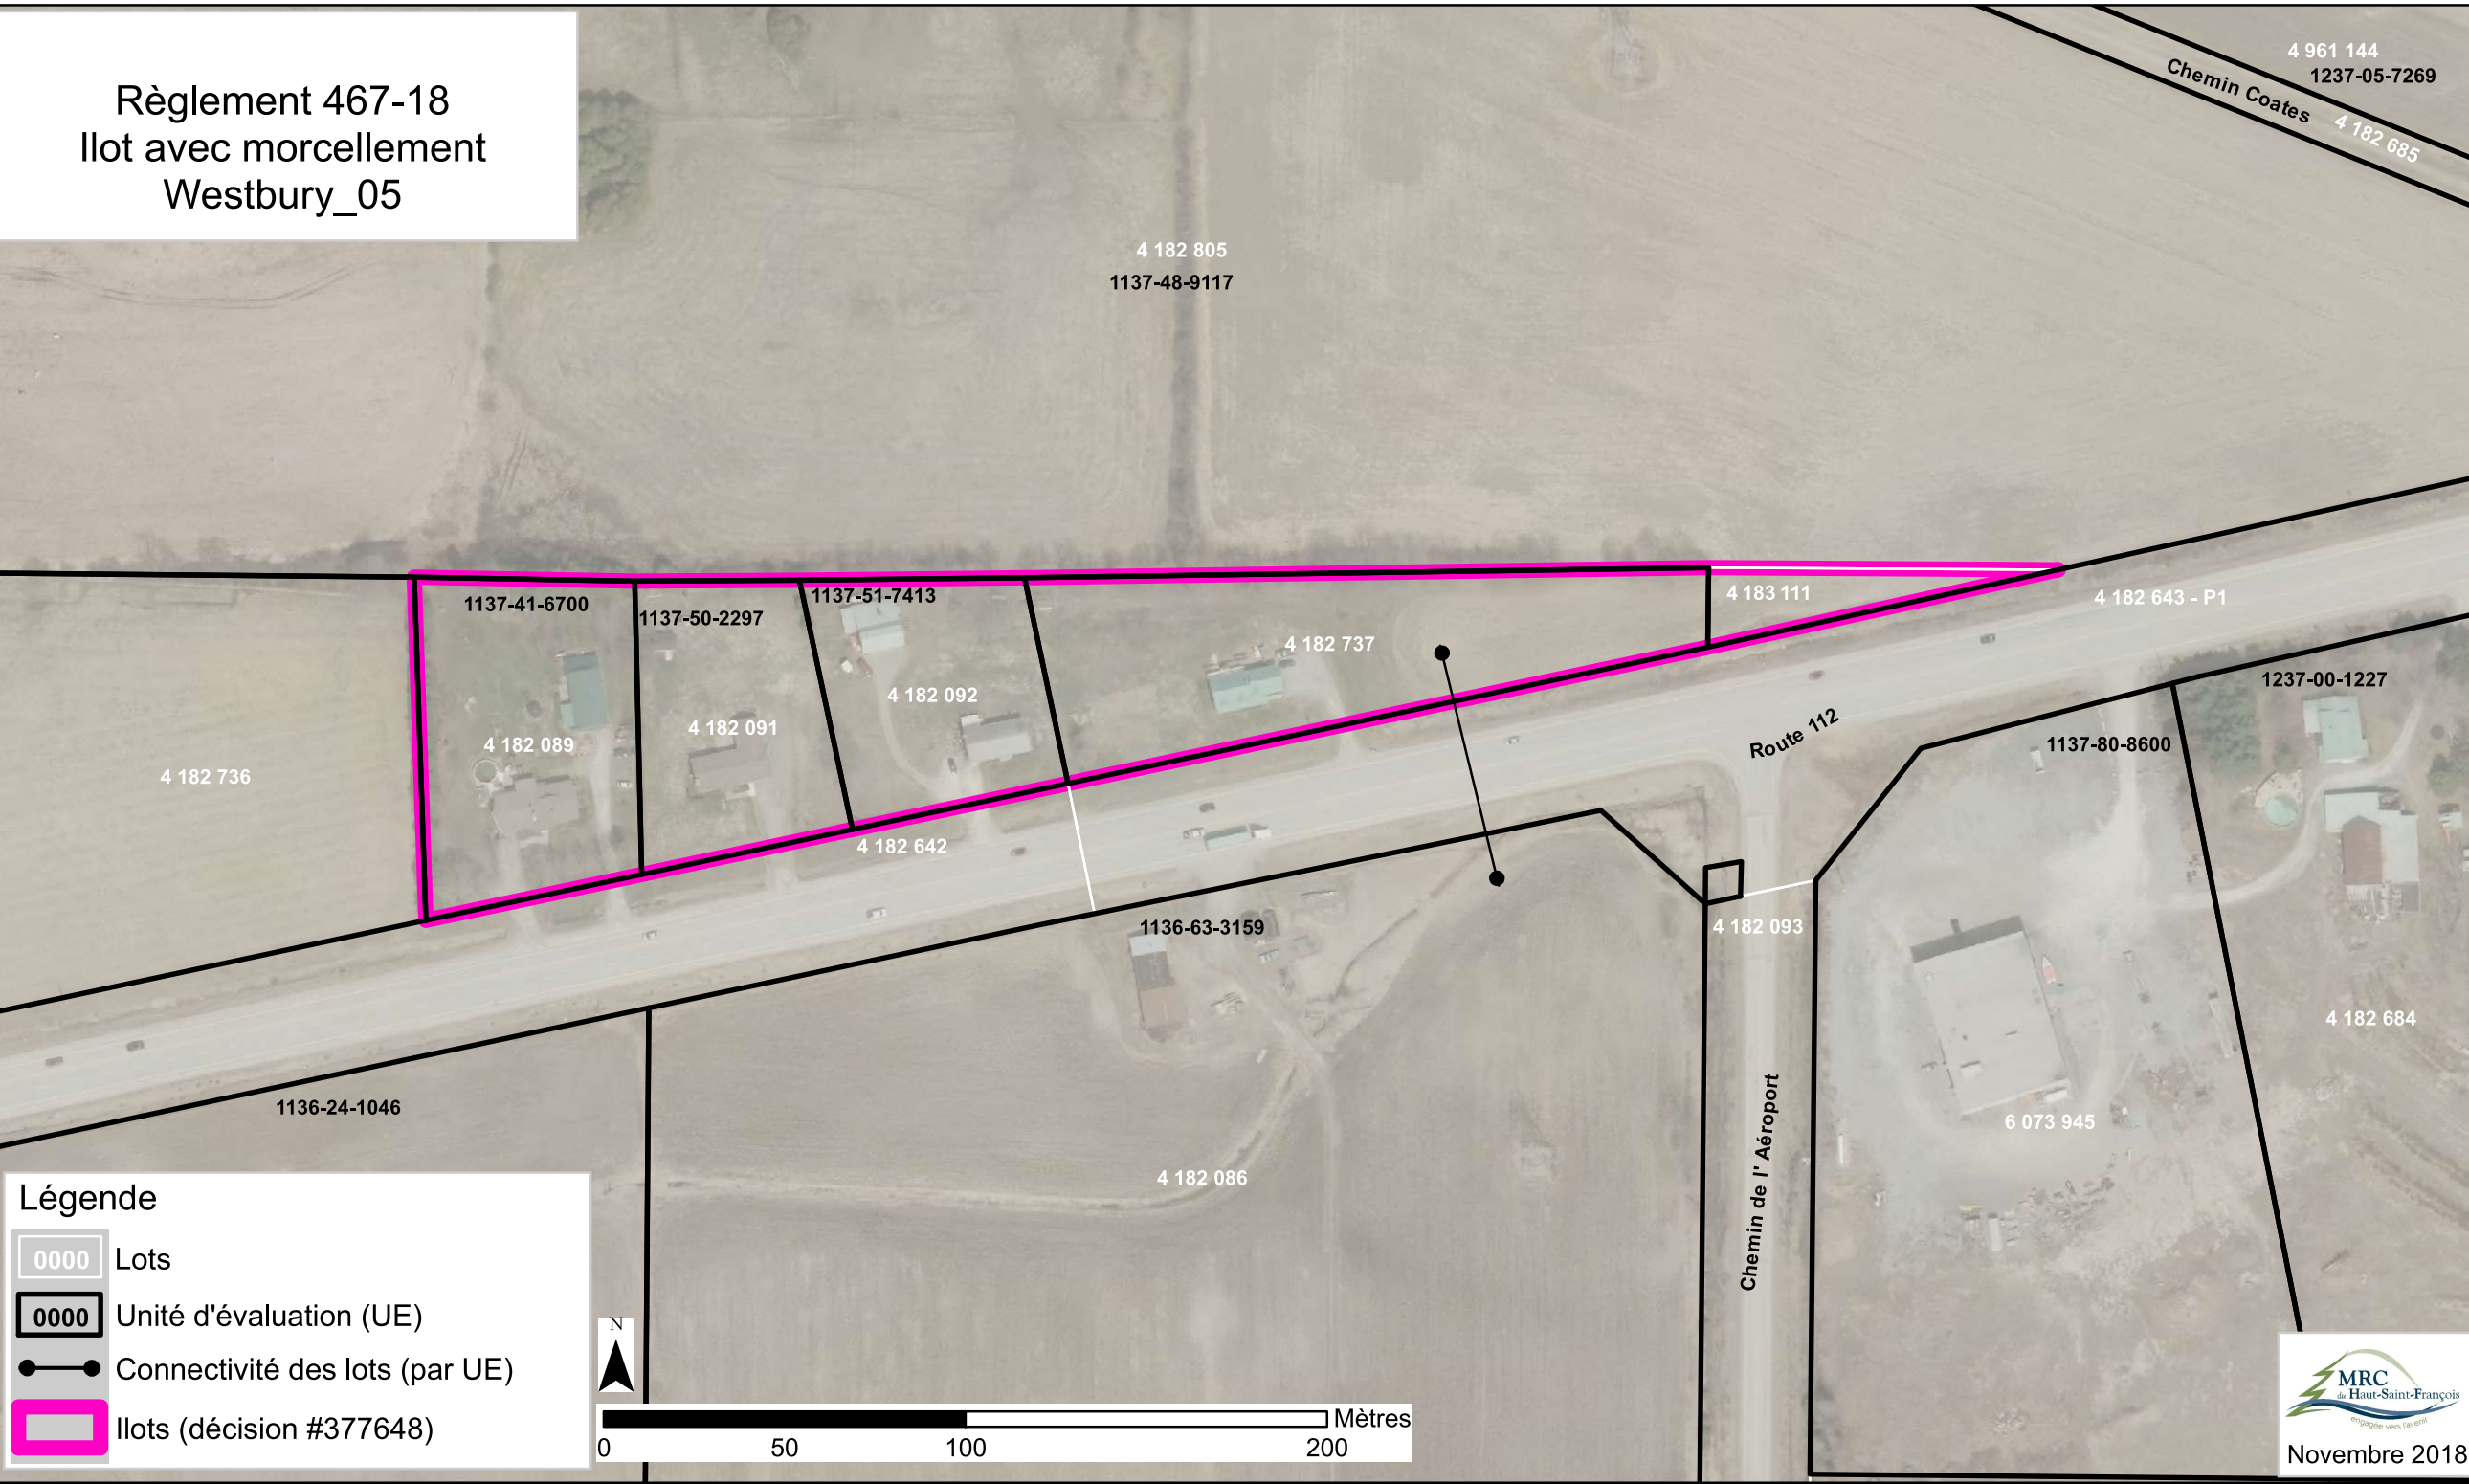 Règlement 467-18
Ilot avec morcellement
Westbury_05
4 961 144
1237-05-7269
Chemin Coates
4 182 685
4 182 805
1137-48-9117
1137-41-6700
1137-50-2297
1137-51-7413
4 183 111
4 182 643 - P1
4 182 737
4 182 092
4 182 091
4 182 089
4 182 736
Route 112
1237-00-1227
1137-80-8600
4 182 642
1136-63-3159
4 182 093
4 182 684
1136-24-1046
4 182 086
6 073 945
Chemin de l' Aéroport
Légende
0000 Lots
0000 Unité d'évaluation (UE)
Connectivité des lots (par UE)
Ilots (décision #377648)
N
Mètres
0 50 100 200
MRC
du Haut-Saint-François
engagée vers l'avenir
Novembre 2018